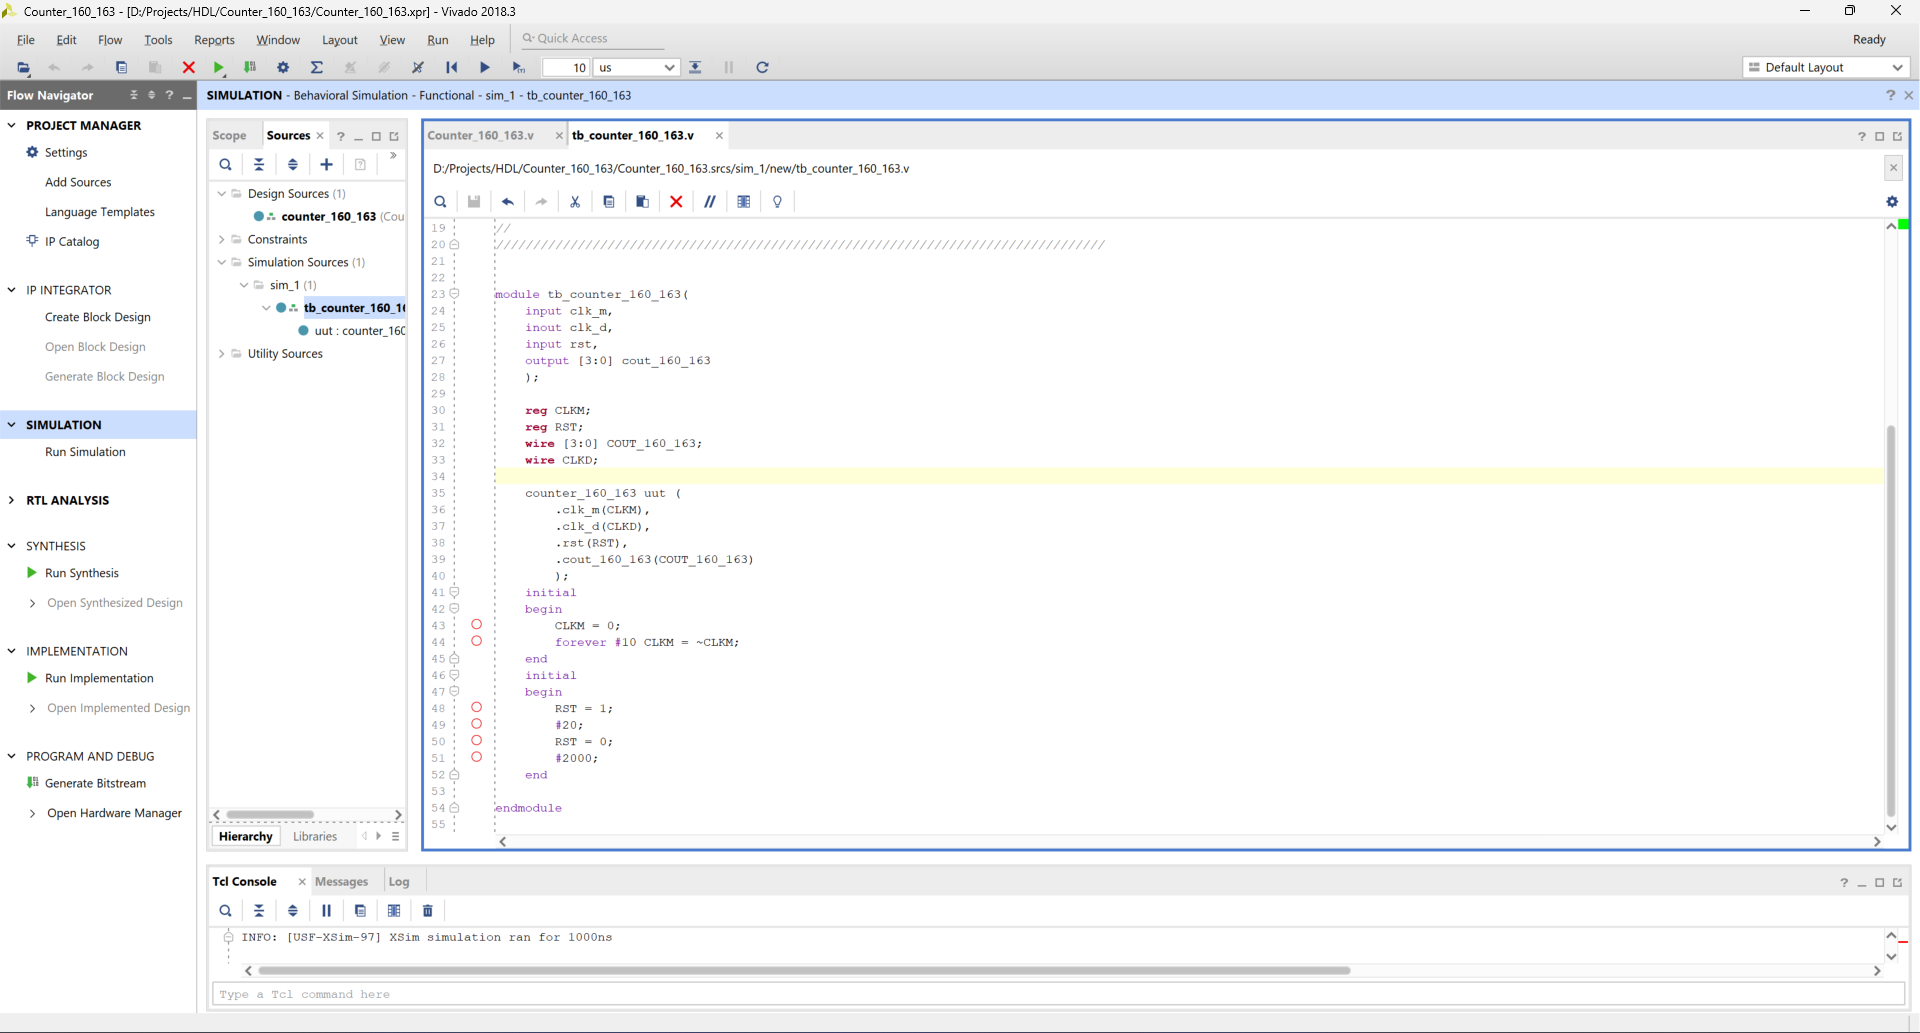 Counter_160_163 - [D:/Projects/HDL/Counter_160_163/Counter_160_163.xpr] - Vivado 2018.3
File Edit Flow Tools Reports Window Layout View Run Help Quick Access Ready
10 us Default Layout
Flow Navigator
SIMULATION - Behavioral Simulation - Functional - sim_1 - tb_counter_160_163
PROJECT MANAGER
Settings
Add Sources
Language Templates
IP Catalog
IP INTEGRATOR
Create Block Design
Open Block Design
Generate Block Design
SIMULATION
Run Simulation
RTL ANALYSIS
SYNTHESIS
Run Synthesis
Open Synthesized Design
IMPLEMENTATION
Run Implementation
Open Implemented Design
PROGRAM AND DEBUG
Generate Bitstream
Open Hardware Manager
Scope Sources
Design Sources (1)
counter_160_163 (Cou
Constraints
Simulation Sources (1)
sim_1 (1)
tb_counter_160_16
uut : counter_160
Utility Sources
Hierarchy Libraries
Counter_160_163.v tb_counter_160_163.v
D:/Projects/HDL/Counter_160_163/Counter_160_163.srcs/sim_1/new/tb_counter_160_163.v
19 //
20 //////////////////////////////////////////////////////////////////////////////////
21
22
23 module tb_counter_160_163(
24 input clk_m,
25 inout clk_d,
26 input rst,
27 output [3:0] cout_160_163
28 );
29
30 reg CLKM;
31 reg RST;
32 wire [3:0] COUT_160_163;
33 wire CLKD;
34
35 counter_160_163 uut (
36 .clk_m(CLKM),
37 .clk_d(CLKD),
38 .rst(RST),
39 .cout_160_163(COUT_160_163)
40 );
41 initial
42 begin
43 CLKM = 0;
44 forever #10 CLKM = ~CLKM;
45 end
46 initial
47 begin
48 RST = 1;
49 #20;
50 RST = 0;
51 #2000;
52 end
53
54 endmodule
55
Tcl Console Messages Log
INFO: [USF-XSim-97] XSim simulation ran for 1000ns
Type a Tcl command here